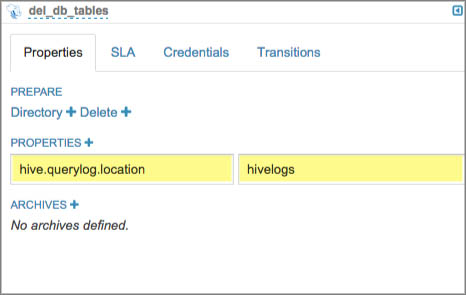 del_db_tables
Properties SLA Credentials Transitions
PREPARE
Directory + Delete +
PROPERTIES +
hive.querylog.location hivelogs
ARCHIVES +
No archives defined.